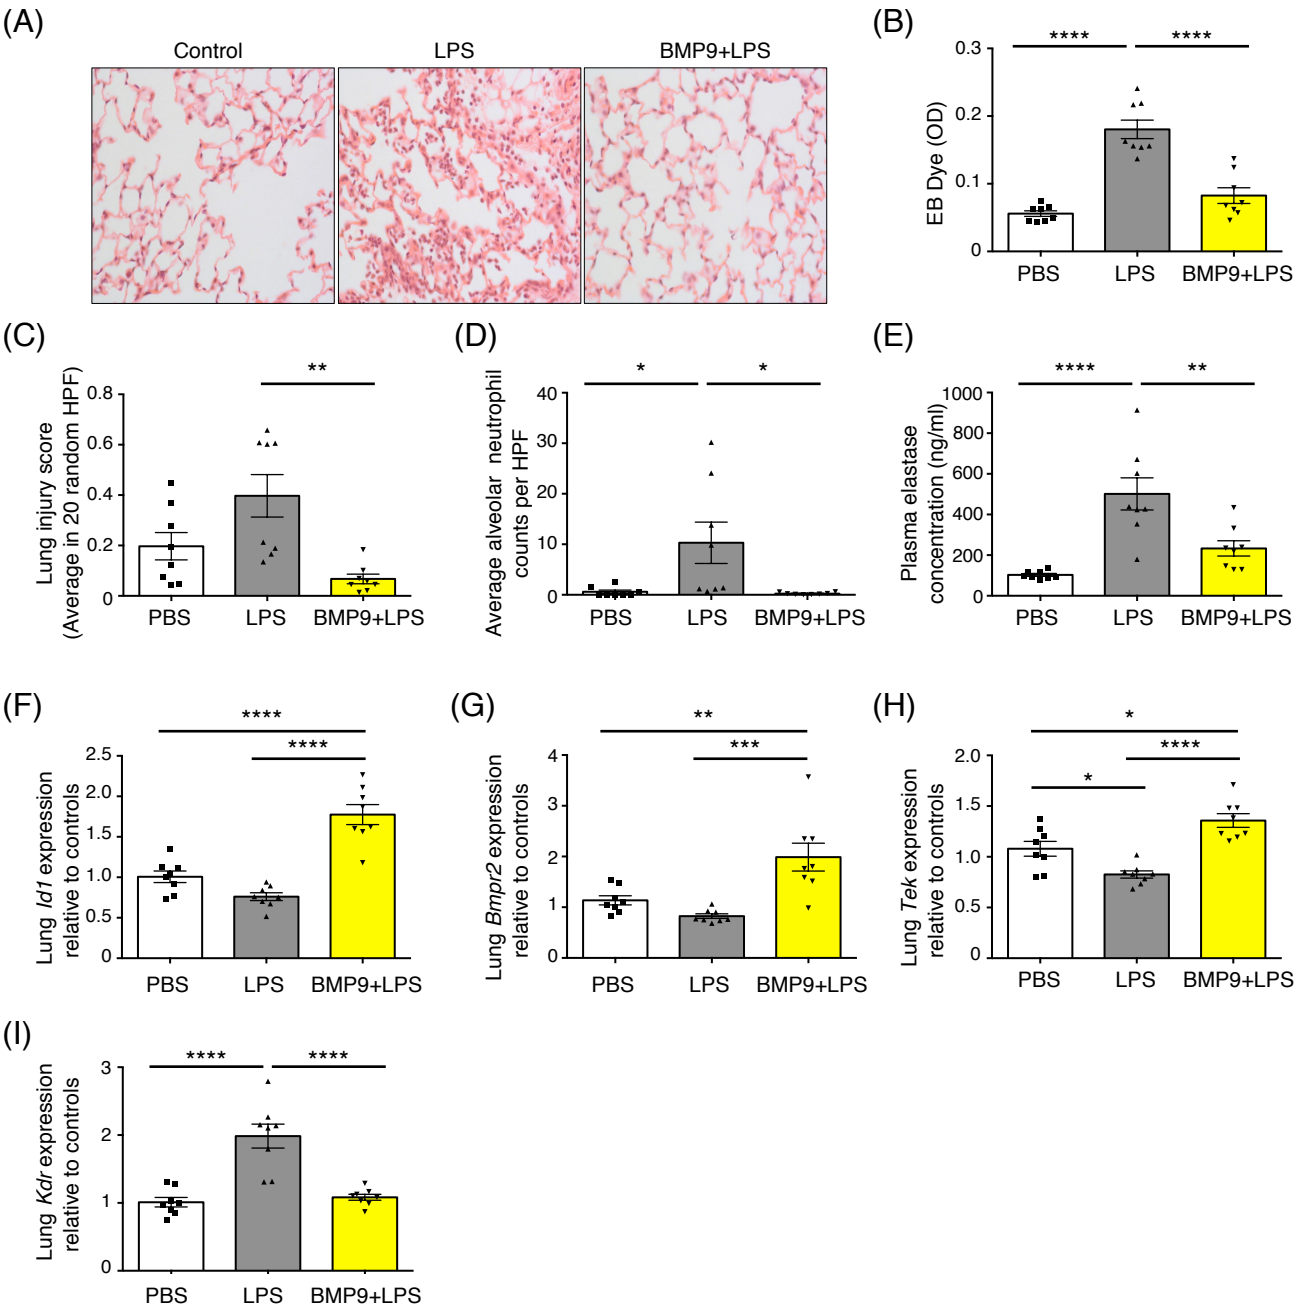 (A)
Control LPS BMP9+LPS
(B)
**** ****
EB Dye (OD)
0.3
0.2
0.1
0
PBS LPS BMP9+LPS
(C)
**
Lung injury score
(Average in 20 random HPF)
0.8
0.6
0.4
0.2
0
PBS LPS BMP9+LPS
(D)
* *
Average alveolar neutrophil
counts per HPF
40
30
20
10
0
PBS LPS BMP9+LPS
(E)
**** **
Plasma elastase
concentration (ng/ml)
1000
800
600
400
200
0
PBS LPS BMP9+LPS
(F)
****
****
Lung Id1 expression
relative to controls
2.5
2.0
1.5
1.0
0.5
0
PBS LPS BMP9+LPS
(G)
**
***
Lung Bmpr2 expression
relative to controls
4
3
2
1
0
PBS LPS BMP9+LPS
(H)
*
****
*
Lung Tek expression
relative to controls
2.0
1.5
1.0
0.5
0
PBS LPS BMP9+LPS
(I)
**** ****
Lung Kdr expression
relative to controls
3
2
1
0
PBS LPS BMP9+LPS